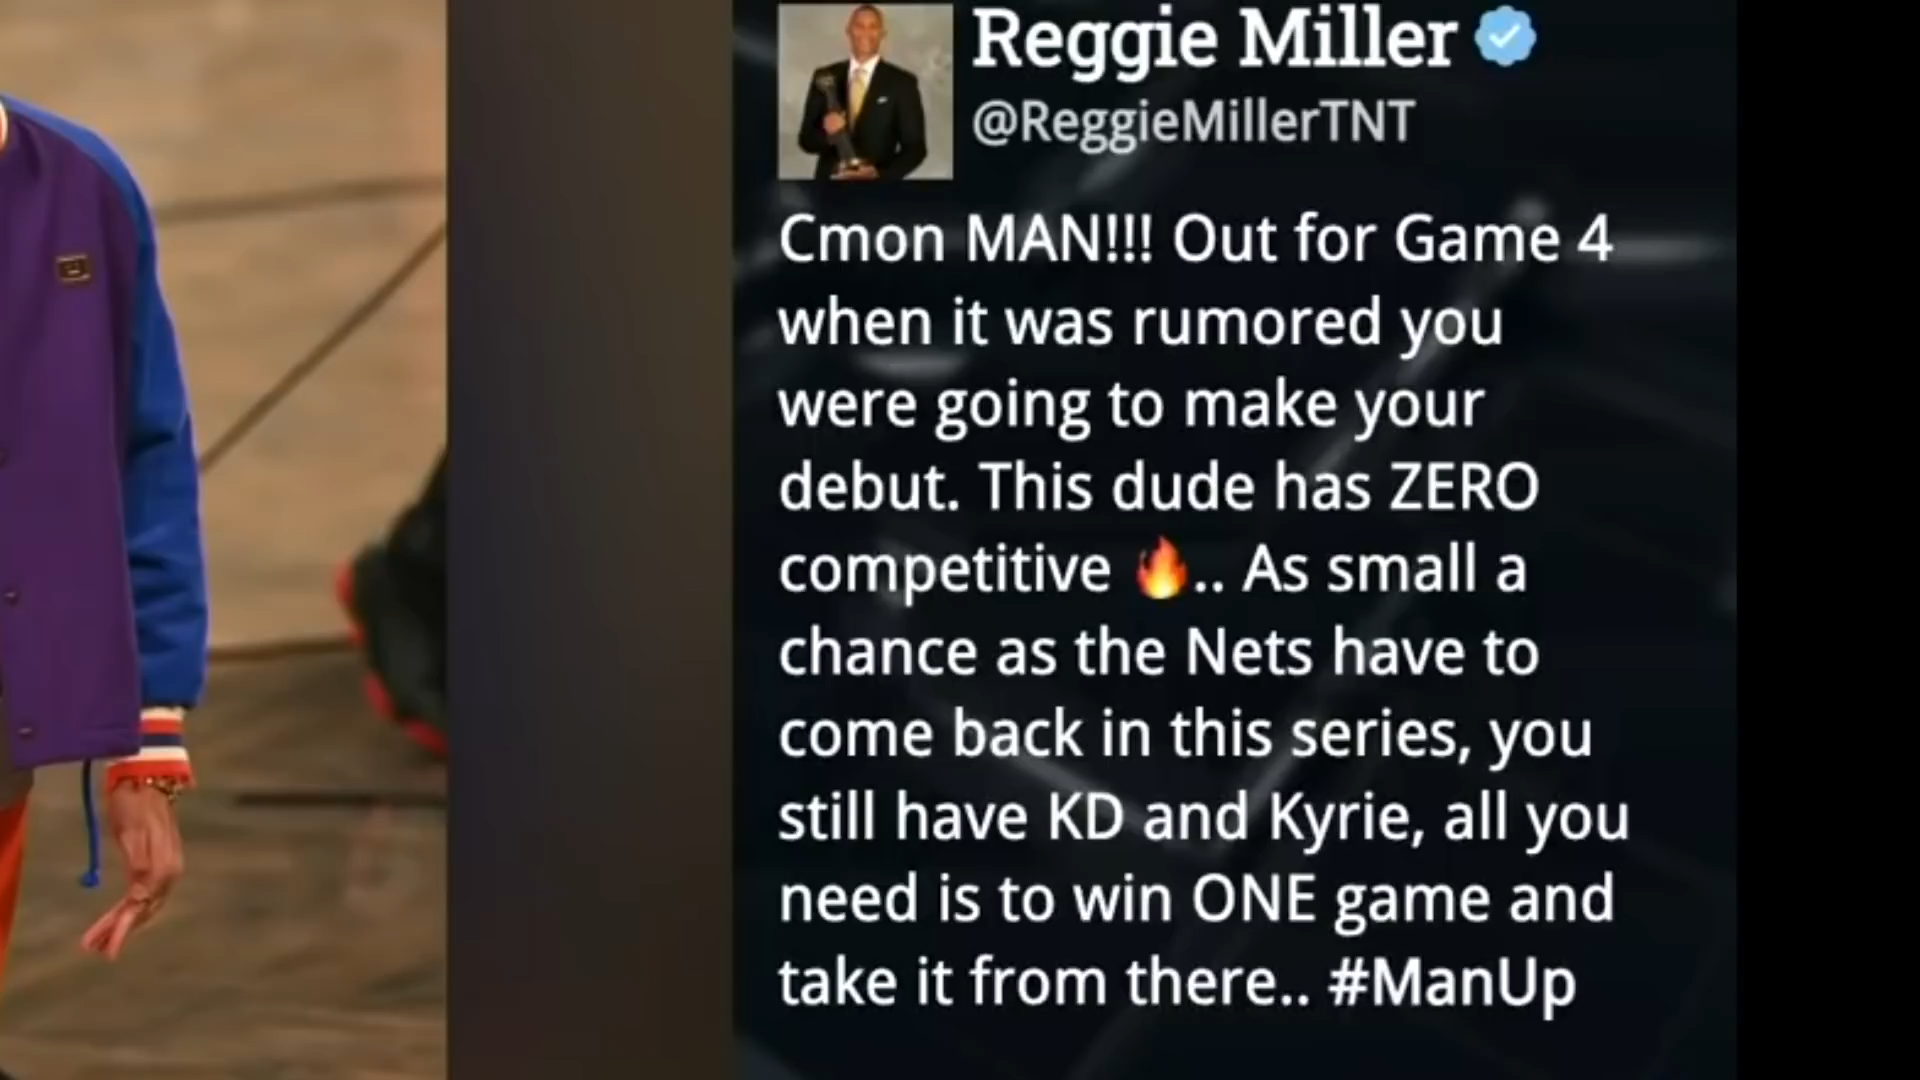 Reggie Miller
@ReggieMillerTNT
Cmon MAN!!! Out for Game 4
when it was rumored you
were going to make your
debut. This dude has ZERO
competitive 🔥.. As small a
chance as the Nets have to
come back in this series, you
still have KD and Kyrie, all you
need is to win ONE game and
take it from there.. #ManUp